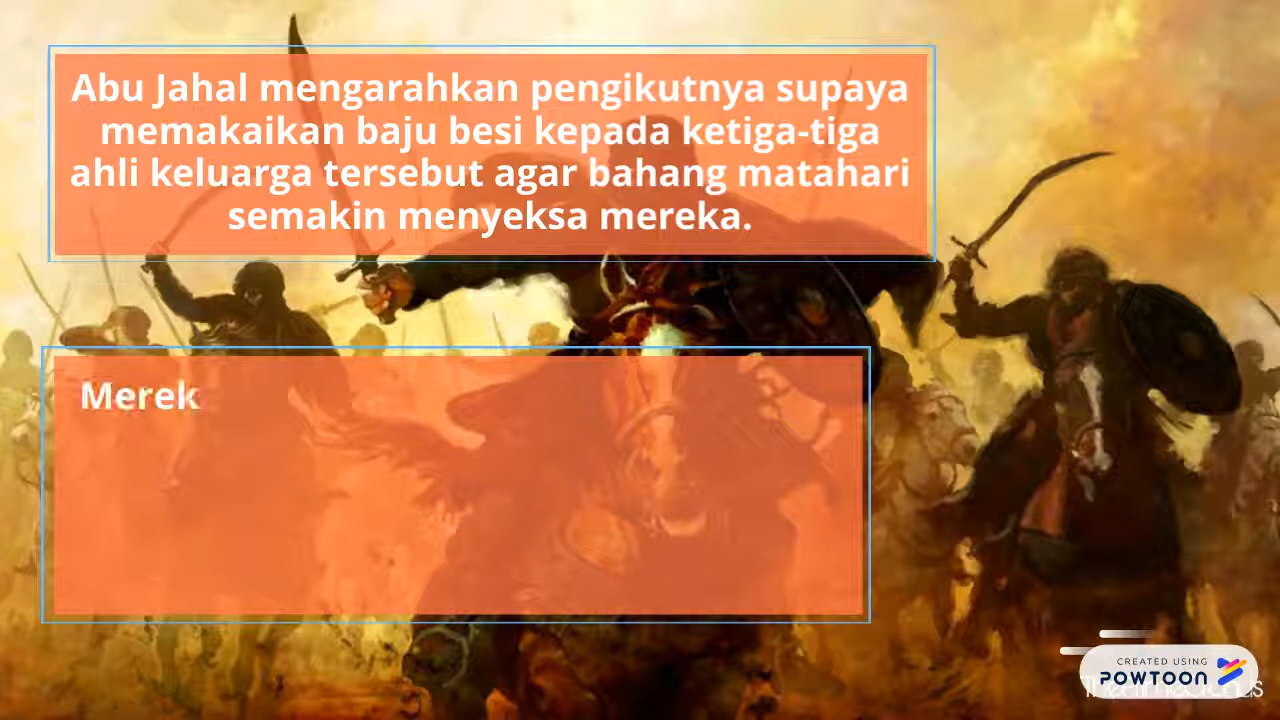 Abu Jahal mengarahkan pengikutnya supaya
memakaikan baju besi kepada ketiga-tiga
ahli keluarga tersebut agar bahang matahari
semakin menyeksa mereka.
Merek
CREATED USING
POWTOON